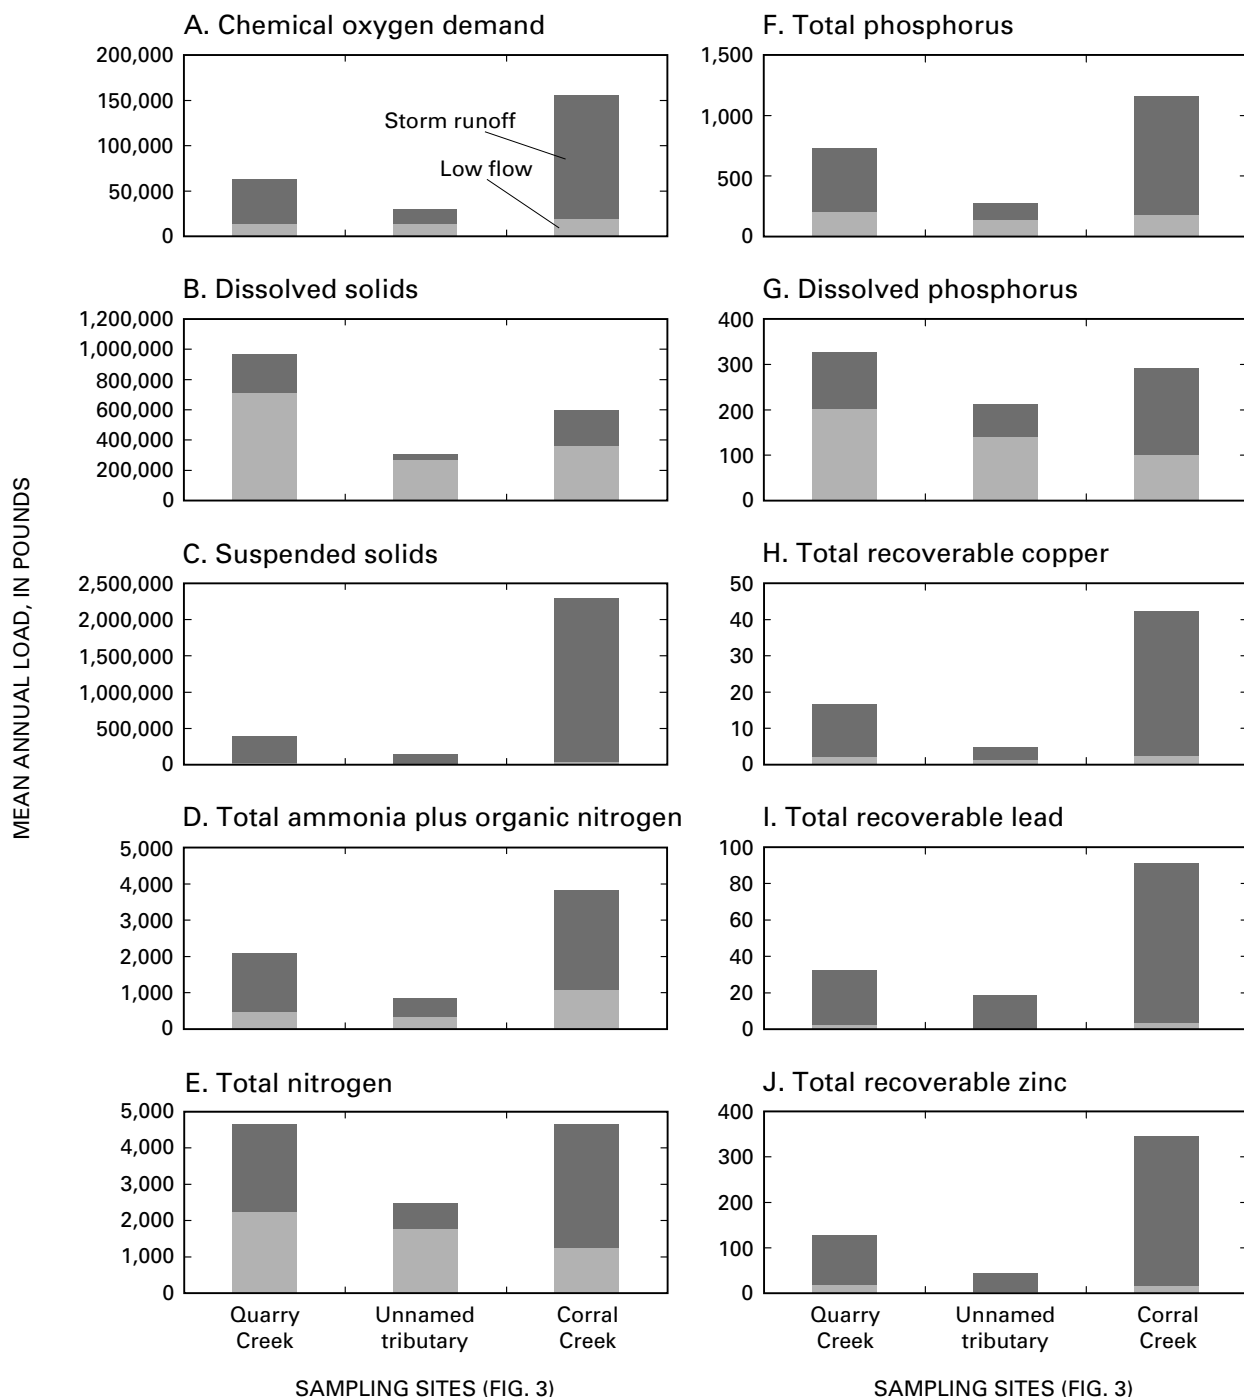 A. Chemical oxygen demand
200,000
150,000
100,000
50,000
0
Storm runoff
Low flow
B. Dissolved solids
1,200,000
1,000,000
800,000
600,000
400,000
200,000
0
C. Suspended solids
2,500,000
2,000,000
1,500,000
1,000,000
500,000
0
D. Total ammonia plus organic nitrogen
5,000
4,000
3,000
2,000
1,000
0
E. Total nitrogen
5,000
4,000
3,000
2,000
1,000
0
Quarry
Creek
Unnamed
tributary
Corral
Creek
SAMPLING SITES (FIG. 3)
MEAN ANNUAL LOAD, IN POUNDS
F. Total phosphorus
1,500
1,000
500
0
G. Dissolved phosphorus
400
300
200
100
0
H. Total recoverable copper
50
40
30
20
10
0
I. Total recoverable lead
100
80
60
40
20
0
J. Total recoverable zinc
400
300
200
100
0
Quarry
Creek
Unnamed
tributary
Corral
Creek
SAMPLING SITES (FIG. 3)